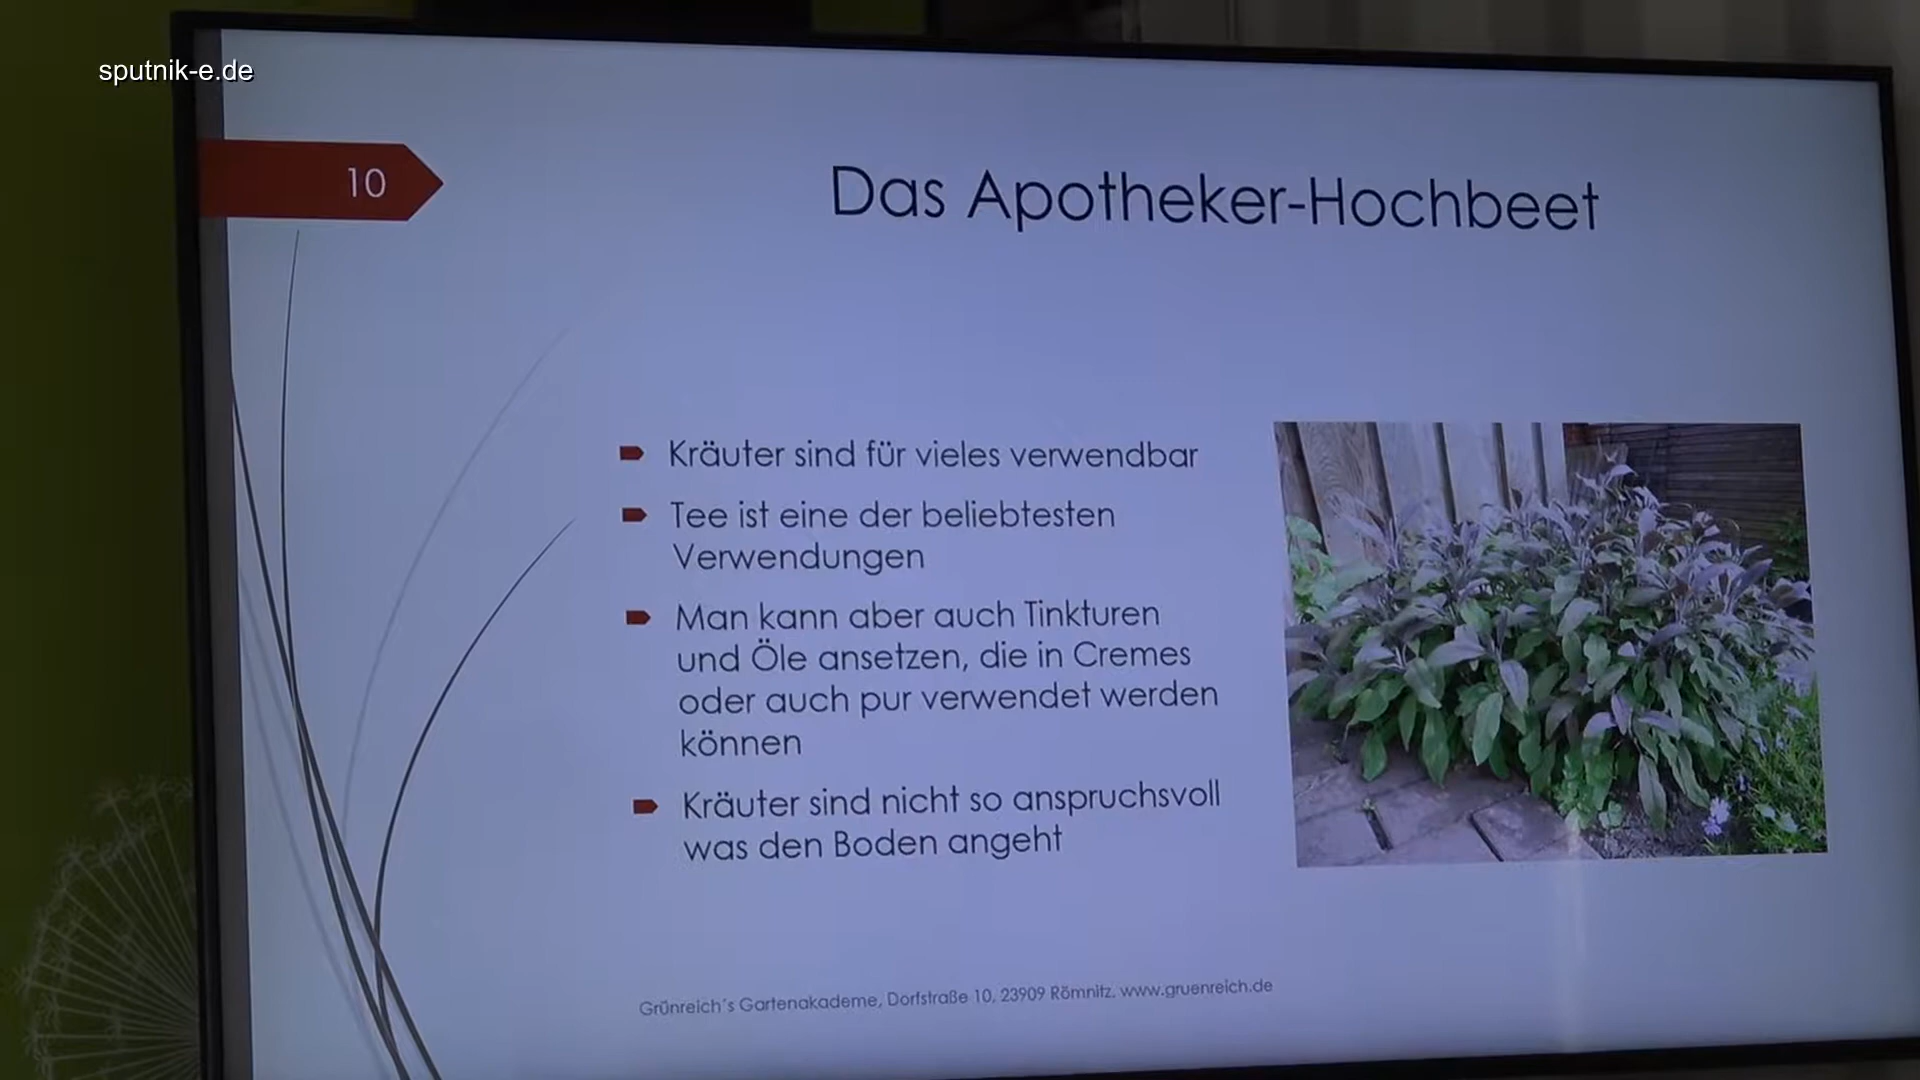 sputnik-e.de
10
Das Apotheker-Hochbeet
Kräuter sind für vieles verwendbar
Tee ist eine der beliebtesten
Verwendungen
Man kann aber auch Tinkturen
und Öle ansetzen, die in Cremes
oder auch pur verwendet werden
können
Kräuter sind nicht so anspruchsvoll
was den Boden angeht
Grünreich´s Gartenakademe, Dorfstraße 10, 23909 Römnitz. www.gruenreich.de